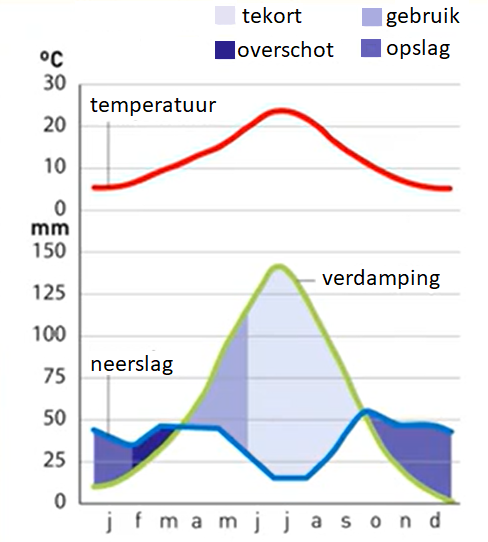 tekort gebruik
overschot opslag
ºC
30
temperatuur
20
10
0
mm
150
verdamping
125
100
neerslag
75
50
25
0
j f m a m j j a s o n d